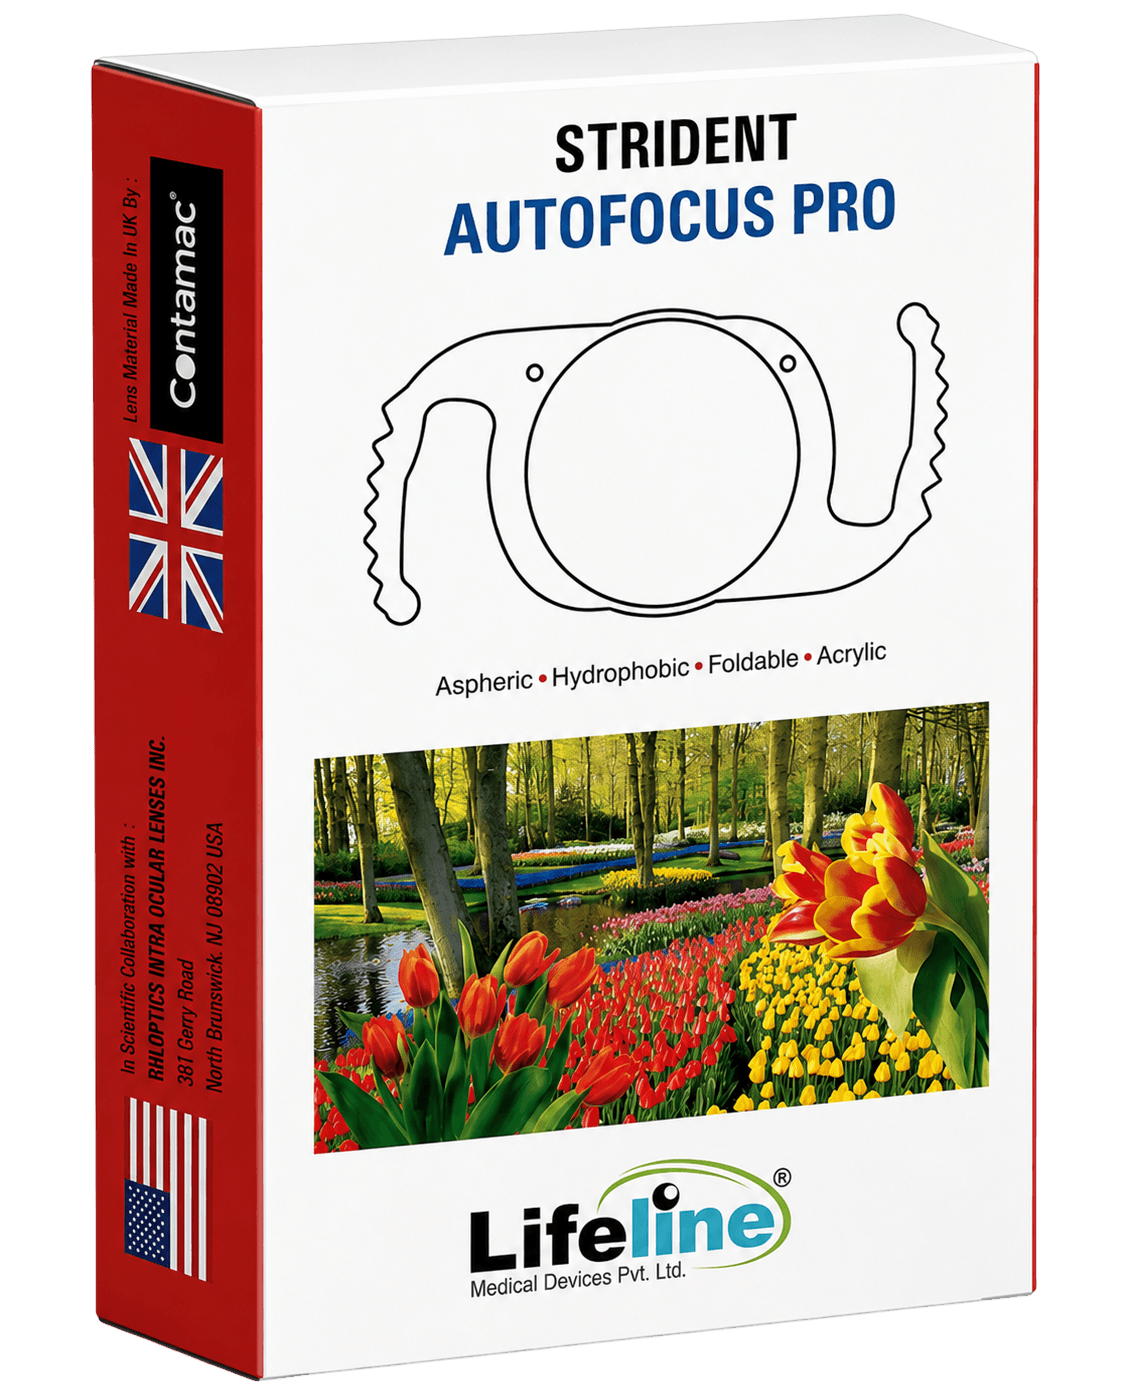 STRIDENT
AUTOFOCUS PRO
Aspheric • Hydrophobic • Foldable • Acrylic
Lifeline®
Medical Devices Pvt. Ltd.
Lens Material Made In UK By :
Contamac®
In Scientific Collaboration with :
RHLOPTICS INTRA OCULAR LENSES INC.
381 Gerry Road
North Brunswick. NJ 08902 USA